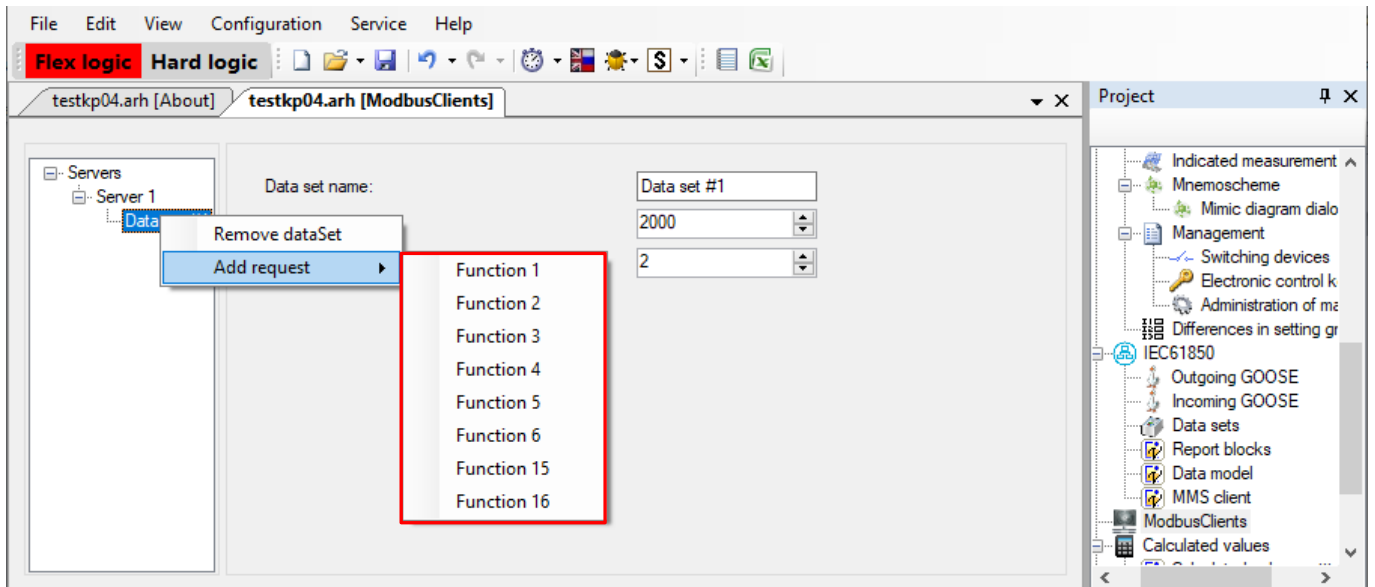 File Edit View Configuration Service Help
Flex logic Hard logic
testkp04.arh [About] testkp04.arh [ModbusClients]
Servers
Server 1
Data
Remove dataSet
Add request
Function 1
Function 2
Function 3
Function 4
Function 5
Function 6
Function 15
Function 16
Data set name: Data set #1
2000
2
Project
Indicated measurement
Mnemoscheme
Mimic diagram dialo
Management
Switching devices
Electronic control k
Administration of ma
Differences in setting gr
IEC61850
Outgoing GOOSE
Incoming GOOSE
Data sets
Report blocks
Data model
MMS client
ModbusClients
Calculated values